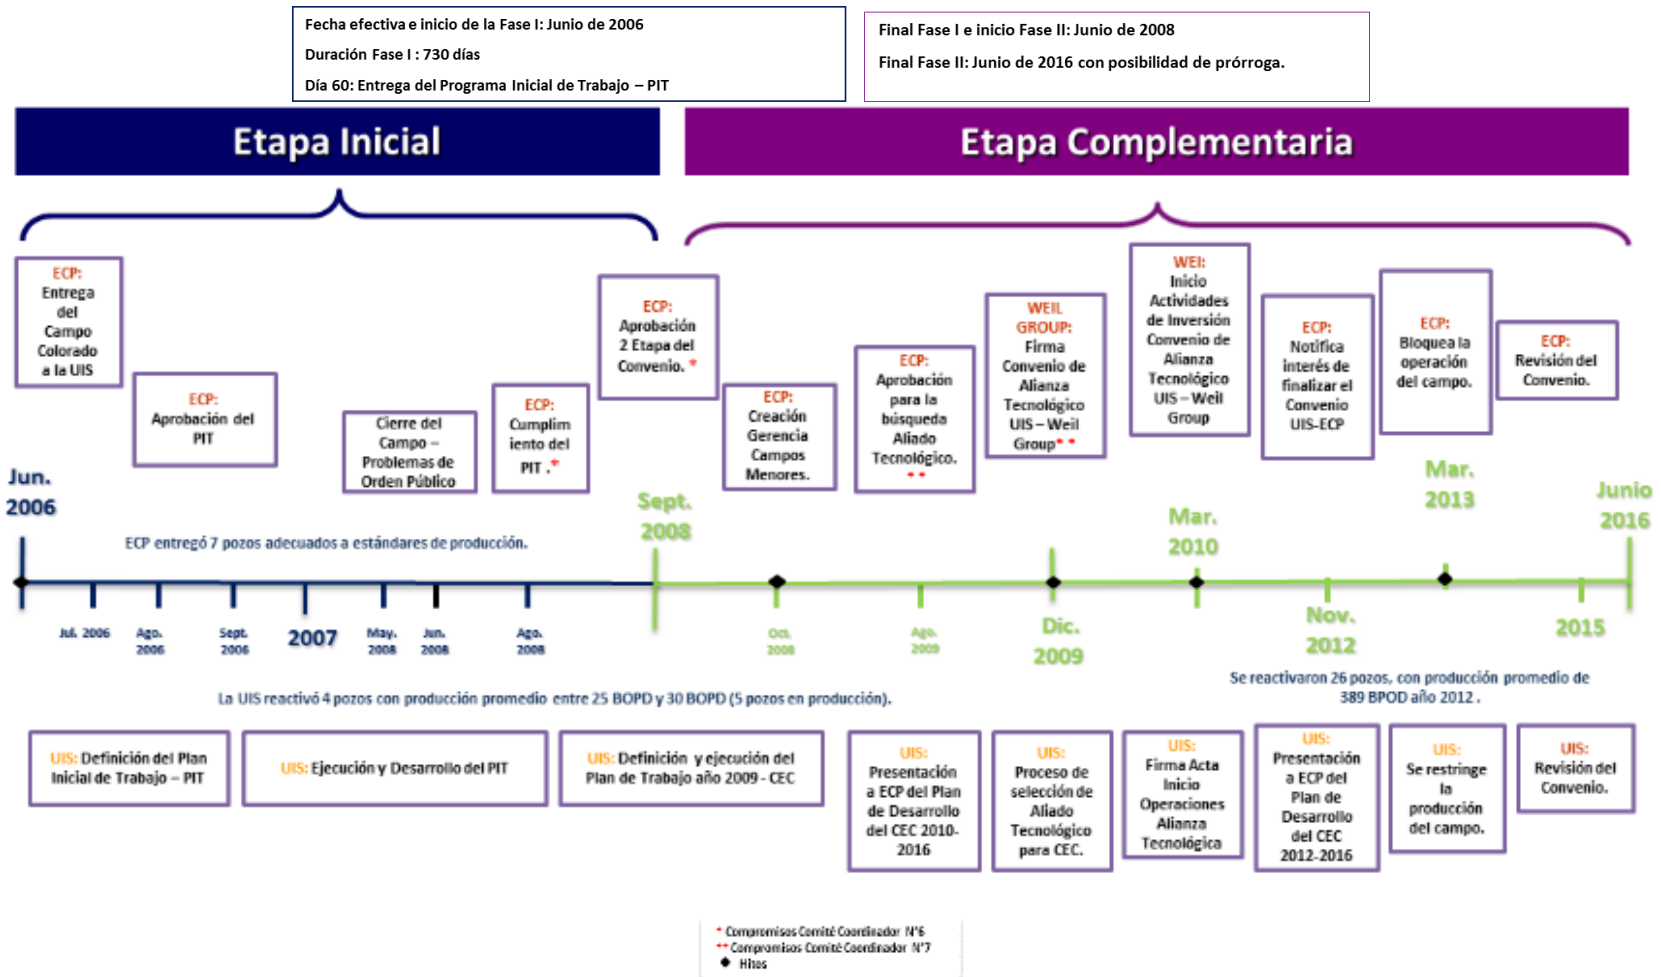 Fecha efectiva e inicio de la Fase I: Junio de 2006
Duración Fase I : 730 días
Día 60: Entrega del Programa Inicial de Trabajo – PIT
Final Fase I e inicio Fase II: Junio de 2008
Final Fase II: Junio de 2016 con posibilidad de prórroga.
Etapa Inicial
Etapa Complementaria
ECP:
Entrega
del
Campo
Colorado
a la UIS
ECP:
Aprobación del
PIT
Cierre del
Campo –
Problemas de
Orden Público
ECP:
Cumplim
iento del
PIT .*
ECP:
Aprobación
2 Etapa del
Convenio. *
ECP:
Creación
Gerencia
Campos
Menores.
ECP:
Aprobación
para la
búsqueda
Aliado
Tecnológico.
**
WEIL
GROUP:
Firma
Convenio de
Alianza
Tecnológico
UIS – Weil
Group**
WEI:
Inicio
Actividades
de Inversión
Convenio de
Alianza
Tecnológico
UIS – Weil
Group
ECP:
Notifica
interés de
finalizar el
Convenio
UIS-ECP
ECP:
Bloquea la
operación
del campo.
ECP:
Revisión del
Convenio.
Jun.
2006
Sept.
2008
Mar.
2010
Mar.
2013
Junio
2016
ECP entregó 7 pozos adecuados a estándares de producción.
Jul. 2006
Ago.
2006
Sept.
2006
2007
May.
2008
Jun.
2008
Ago.
2008
Oct.
2008
Ago.
2009
Dic.
2009
Nov.
2012
2015
La UIS reactivó 4 pozos con producción promedio entre 25 BOPD y 30 BOPD (5 pozos en producción).
Se reactivaron 26 pozos, con producción promedio de
389 BPOD año 2012 .
UIS: Definición del Plan
Inicial de Trabajo – PIT
UIS: Ejecución y Desarrollo del PIT
UIS: Definición y ejecución del
Plan de Trabajo año 2009 - CEC
UIS:
Presentación
a ECP del Plan
de Desarrollo
del CEC 2010-
2016
UIS:
Proceso de
selección de
Aliado
Tecnológico
para CEC.
UIS:
Firma Acta
Inicio
Operaciones
Alianza
Tecnológica
UIS:
Presentación
a ECP del
Plan de
Desarrollo
del CEC
2012-2016
UIS:
Se restringe
la
producción
del campo.
UIS:
Revisión del
Convenio.
* Compromisos Comité Coordinador N°6
** Compromisos Comité Coordinador N°7
Hitos